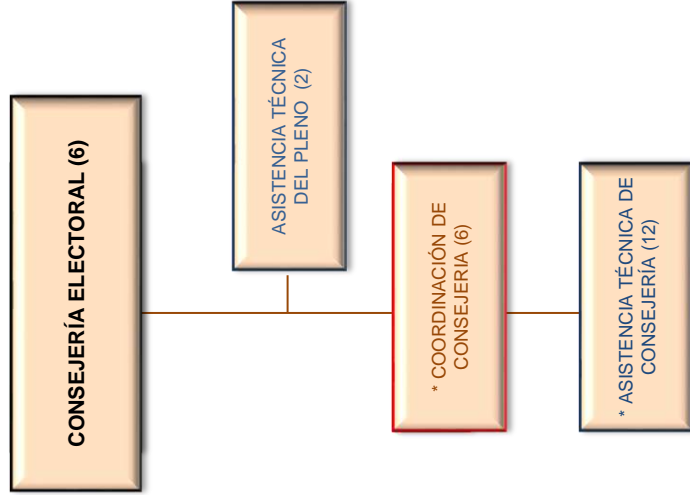 CONSEJERÍA ELECTORAL (6)
ASISTENCIA TÉCNICA
DEL PLENO (2)
* COORDINACIÓN DE
CONSEJERIA (6)
* ASISTENCIA TÉCNICA DE
CONSEJERÍA (12)